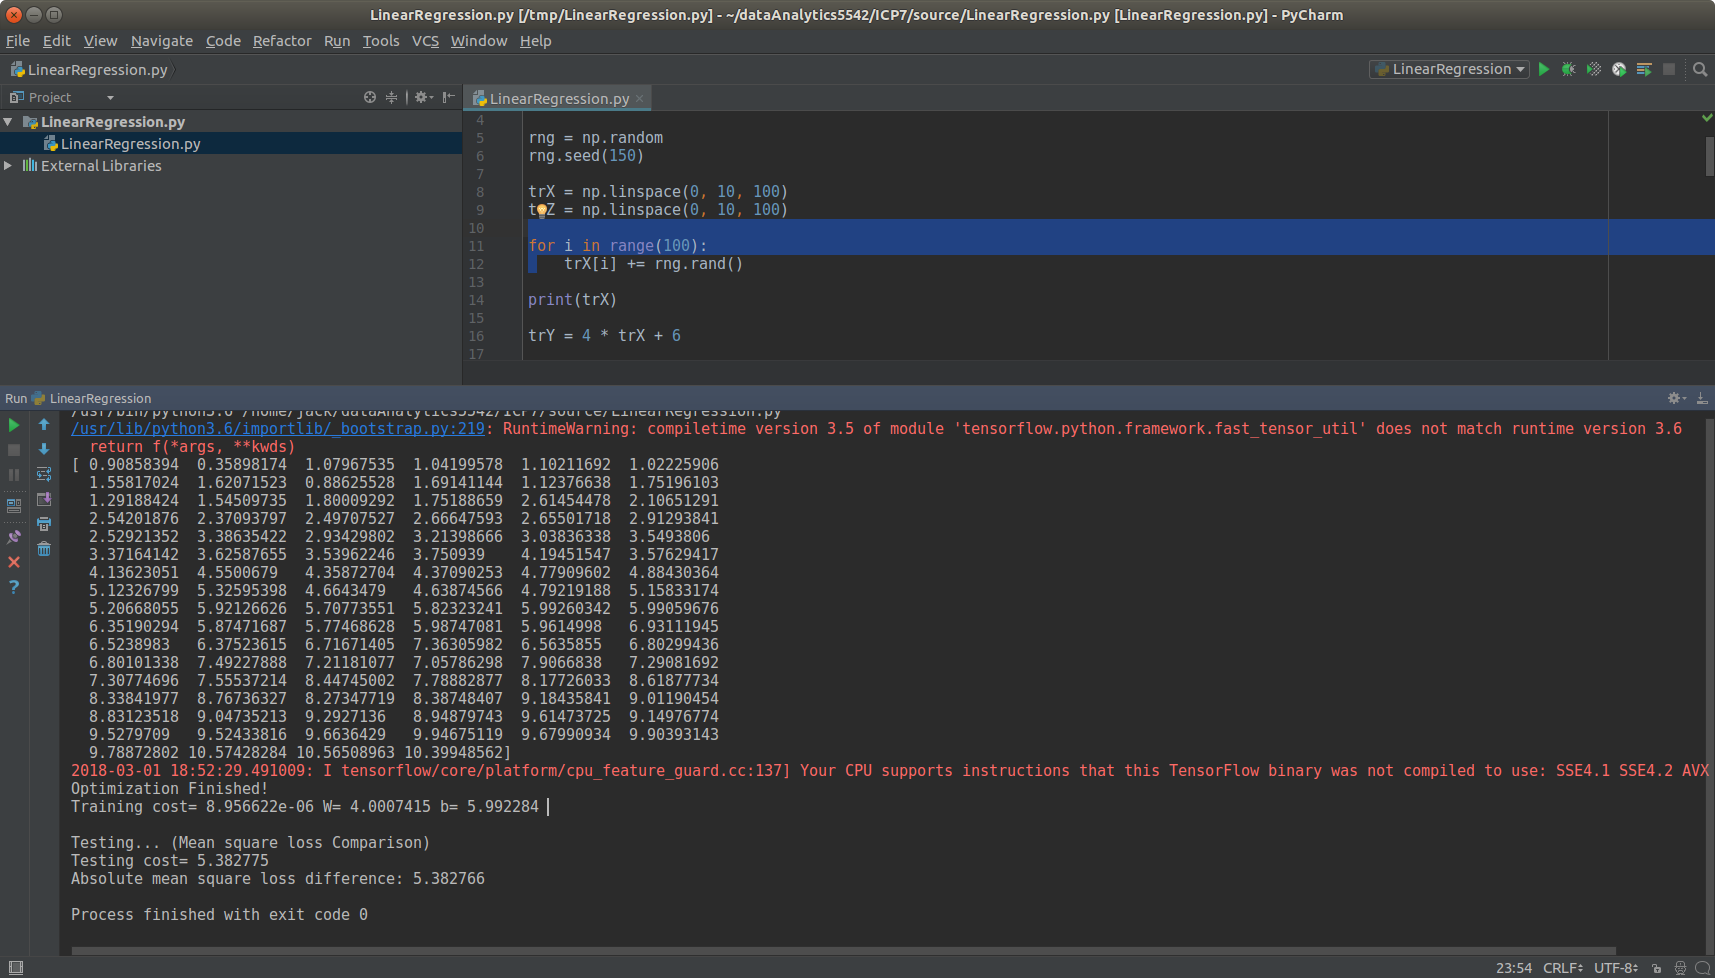 LinearRegression.py [/tmp/LinearRegression.py] - ~/dataAnalytics5542/ICP7/source/LinearRegression.py [LinearRegression.py] - PyCharm
File Edit View Navigate Code Refactor Run Tools VCS Window Help
LinearRegression.py
LinearRegression
Project
LinearRegression.py
LinearRegression.py
LinearRegression.py
External Libraries
4
5 rng = np.random
6 rng.seed(150)
7
8 trX = np.linspace(0, 10, 100)
9 t Z = np.linspace(0, 10, 100)
10
11 for i in range(100):
12 trX[i] += rng.rand()
13
14 print(trX)
15
16 trY = 4 * trX + 6
17
Run LinearRegression
/usr/bin/python3.6 /home/jack/dataAnalytics5542/ICP7/source/LinearRegression.py
/usr/lib/python3.6/importlib/_bootstrap.py:219: RuntimeWarning: compiletime version 3.5 of module 'tensorflow.python.framework.fast_tensor_util' does not match runtime version 3.6
return f(*args, **kwds)
[ 0.90858394 0.35898174 1.07967535 1.04199578 1.10211692 1.02225906
1.55817024 1.62071523 0.88625528 1.69141144 1.12376638 1.75196103
1.29188424 1.54509735 1.80009292 1.75188659 2.61454478 2.10651291
2.54201876 2.37093797 2.49707527 2.66647593 2.65501718 2.91293841
2.52921352 3.38635422 2.93429802 3.21398666 3.03836338 3.5493806
3.37164142 3.62587655 3.53962246 3.750939 4.19451547 3.57629417
4.13623051 4.5500679 4.35872704 4.37090253 4.77909602 4.88430364
5.12326799 5.32595398 4.6643479 4.63874566 4.79219188 5.15833174
5.20668055 5.92126626 5.70773551 5.82323241 5.99260342 5.99059676
6.35190294 5.87471687 5.77468628 5.98747081 5.9614998 6.93111945
6.5238983 6.37523615 6.71671405 7.36305982 6.5635855 6.80299436
6.80101338 7.49227888 7.21181077 7.05786298 7.9066838 7.29081692
7.30774696 7.55537214 8.44745002 7.78882877 8.17726033 8.61877734
8.33841977 8.76736327 8.27347719 8.38748407 9.18435841 9.01190454
8.83123518 9.04735213 9.2927136 8.94879743 9.61473725 9.14976774
9.5279709 9.52433816 9.6636429 9.94675119 9.67990934 9.90393143
9.78872802 10.57428284 10.56508963 10.39948562]
2018-03-01 18:52:29.491009: I tensorflow/core/platform/cpu_feature_guard.cc:137] Your CPU supports instructions that this TensorFlow binary was not compiled to use: SSE4.1 SSE4.2 AVX
Optimization Finished!
Training cost= 8.956622e-06 W= 4.0007415 b= 5.992284
Testing... (Mean square loss Comparison)
Testing cost= 5.382775
Absolute mean square loss difference: 5.382766
Process finished with exit code 0
23:54 CRLF UTF-8